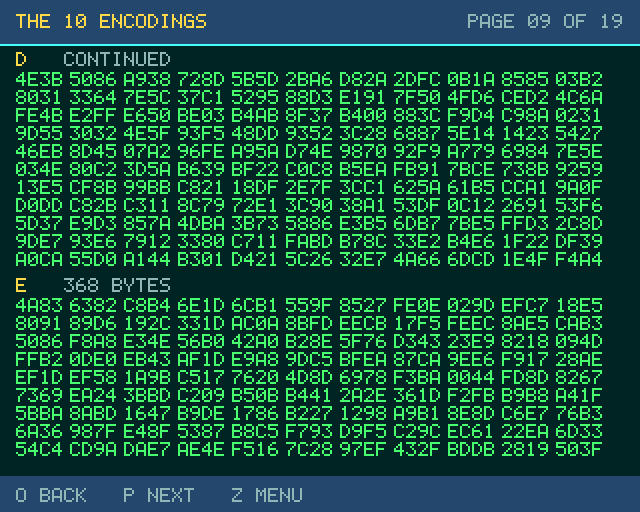 THE 10 ENCODINGS PAGE 09 OF 19
D CONTINUED
4E3B 5086 A938 728D 5B5D 2BA6 D82A 2DFC 0B1A 8585 03B2
8031 3364 7E5C 37C1 5295 88D3 E191 7F50 4FD6 CED2 4C6A
FE4B E2FF E650 BE03 B4AB 8F37 B400 883C F9D4 C98A 0231
9D55 3032 4E5F 93F5 48DD 9352 3C28 6887 5E14 1423 5427
46EB 8D45 07A2 96FE A95A D74E 9870 92F9 A779 6984 7E5E
034E 80C2 3D5A B639 BF22 C0C8 B5EA FB91 7BCE 738B 9259
13E5 CF8B 99BB C821 18DF 2E7F 3CC1 625A 61B5 CCA1 9A0F
D0DD C82B C311 8C79 72E1 3C90 38A1 53DF 0C12 2691 53F6
5D37 E9D3 857A 4DBA 3B73 5886 E3B5 6DB7 7BE5 FFD3 2C8D
9DE7 93E6 7912 3380 C711 FABD B78C 33E2 B4E6 1F22 DF39
A0CA 55D0 A144 B301 D421 5C26 32E7 4A66 6DCD 1E4F F4A4
E 368 BYTES
4A83 6382 C8B4 6E1D 6CB1 559F 8527 FE0E 029D EFC7 18E5
8091 89D6 192C 331D AC0A 8BFD EECB 17F5 FEEC 8AE5 CAB3
5086 F8A8 E34E 56B0 42A0 B28E 5F76 D343 23E9 8218 094D
FFB2 0DE0 EB43 AF1D E9A8 9DC5 BFEA 87CA 9EE6 F917 28AE
EF1D EF58 1A9B C517 7620 4D8D 6978 F3BA 0044 FD8D 8267
7369 EA24 3BBD C209 B50B B441 2A2E 361D F2FB B9B8 A41F
5BBA 8ABD 1647 B9DE 1786 B227 1298 A9B1 8E8D C6E7 76B3
6A36 987F E48F 5387 B8C5 F793 D9F5 C29C EC61 22EA 6D33
54C4 CD9A DAE7 AE4E F516 7C28 97EF 432F BDDB 2819 503F
O BACK P NEXT Z MENU